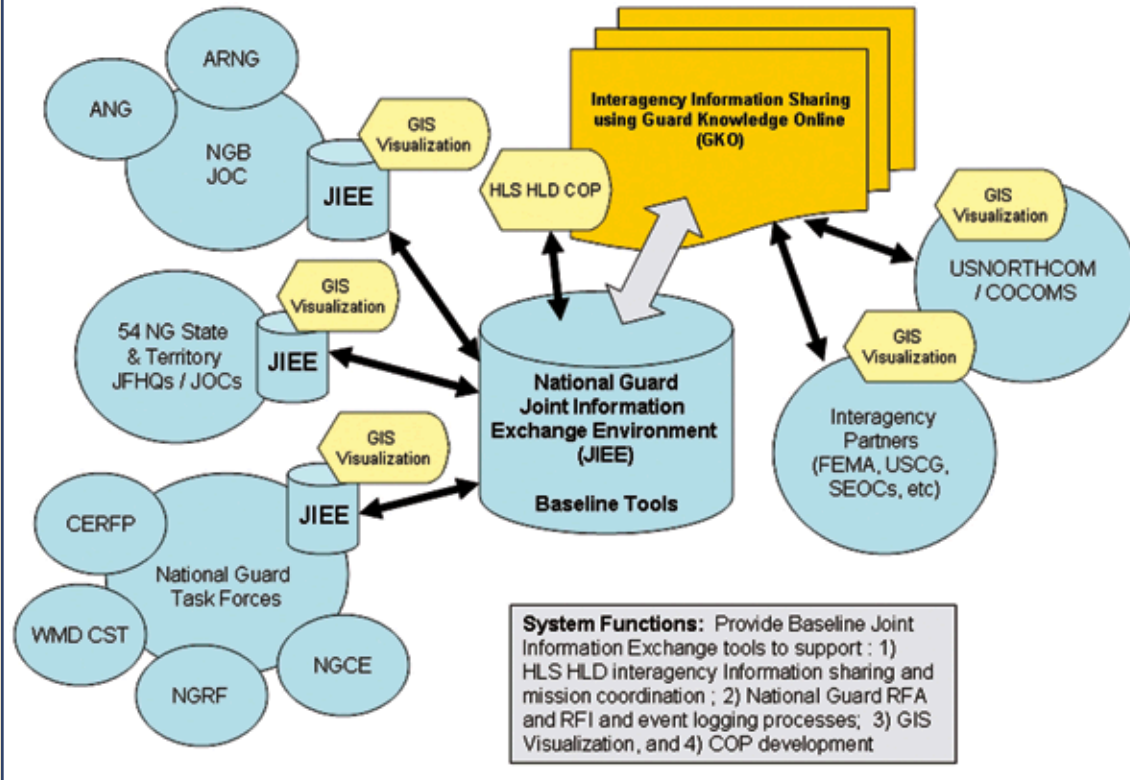 ARNG
ANG
NGB
JOC
GIS
Visualization
JIEE
Interagency Information Sharing
using Guard Knowledge Online
(GKO)
HLS HLD COP
GIS
Visualization
USNORTHCOM
/ COCOMS
GIS
Visualization
54 NG State
& Territory
JFHQs / JOCs
JIEE
GIS
Visualization
Interagency
Partners
(FEMA, USCG,
SEOCs, etc)
National Guard
Joint Information
Exchange Environment
(JIEE)
Baseline Tools
GIS
Visualization
JIEE
CERFP
National Guard
Task Forces
WMD CST
NGRF
NGCE
System Functions: Provide Baseline Joint
Information Exchange tools to support : 1)
HLS HLD interagency Information sharing and
mission coordination ; 2) National Guard RFA
and RFI and event logging processes; 3) GIS
Visualization, and 4) COP development